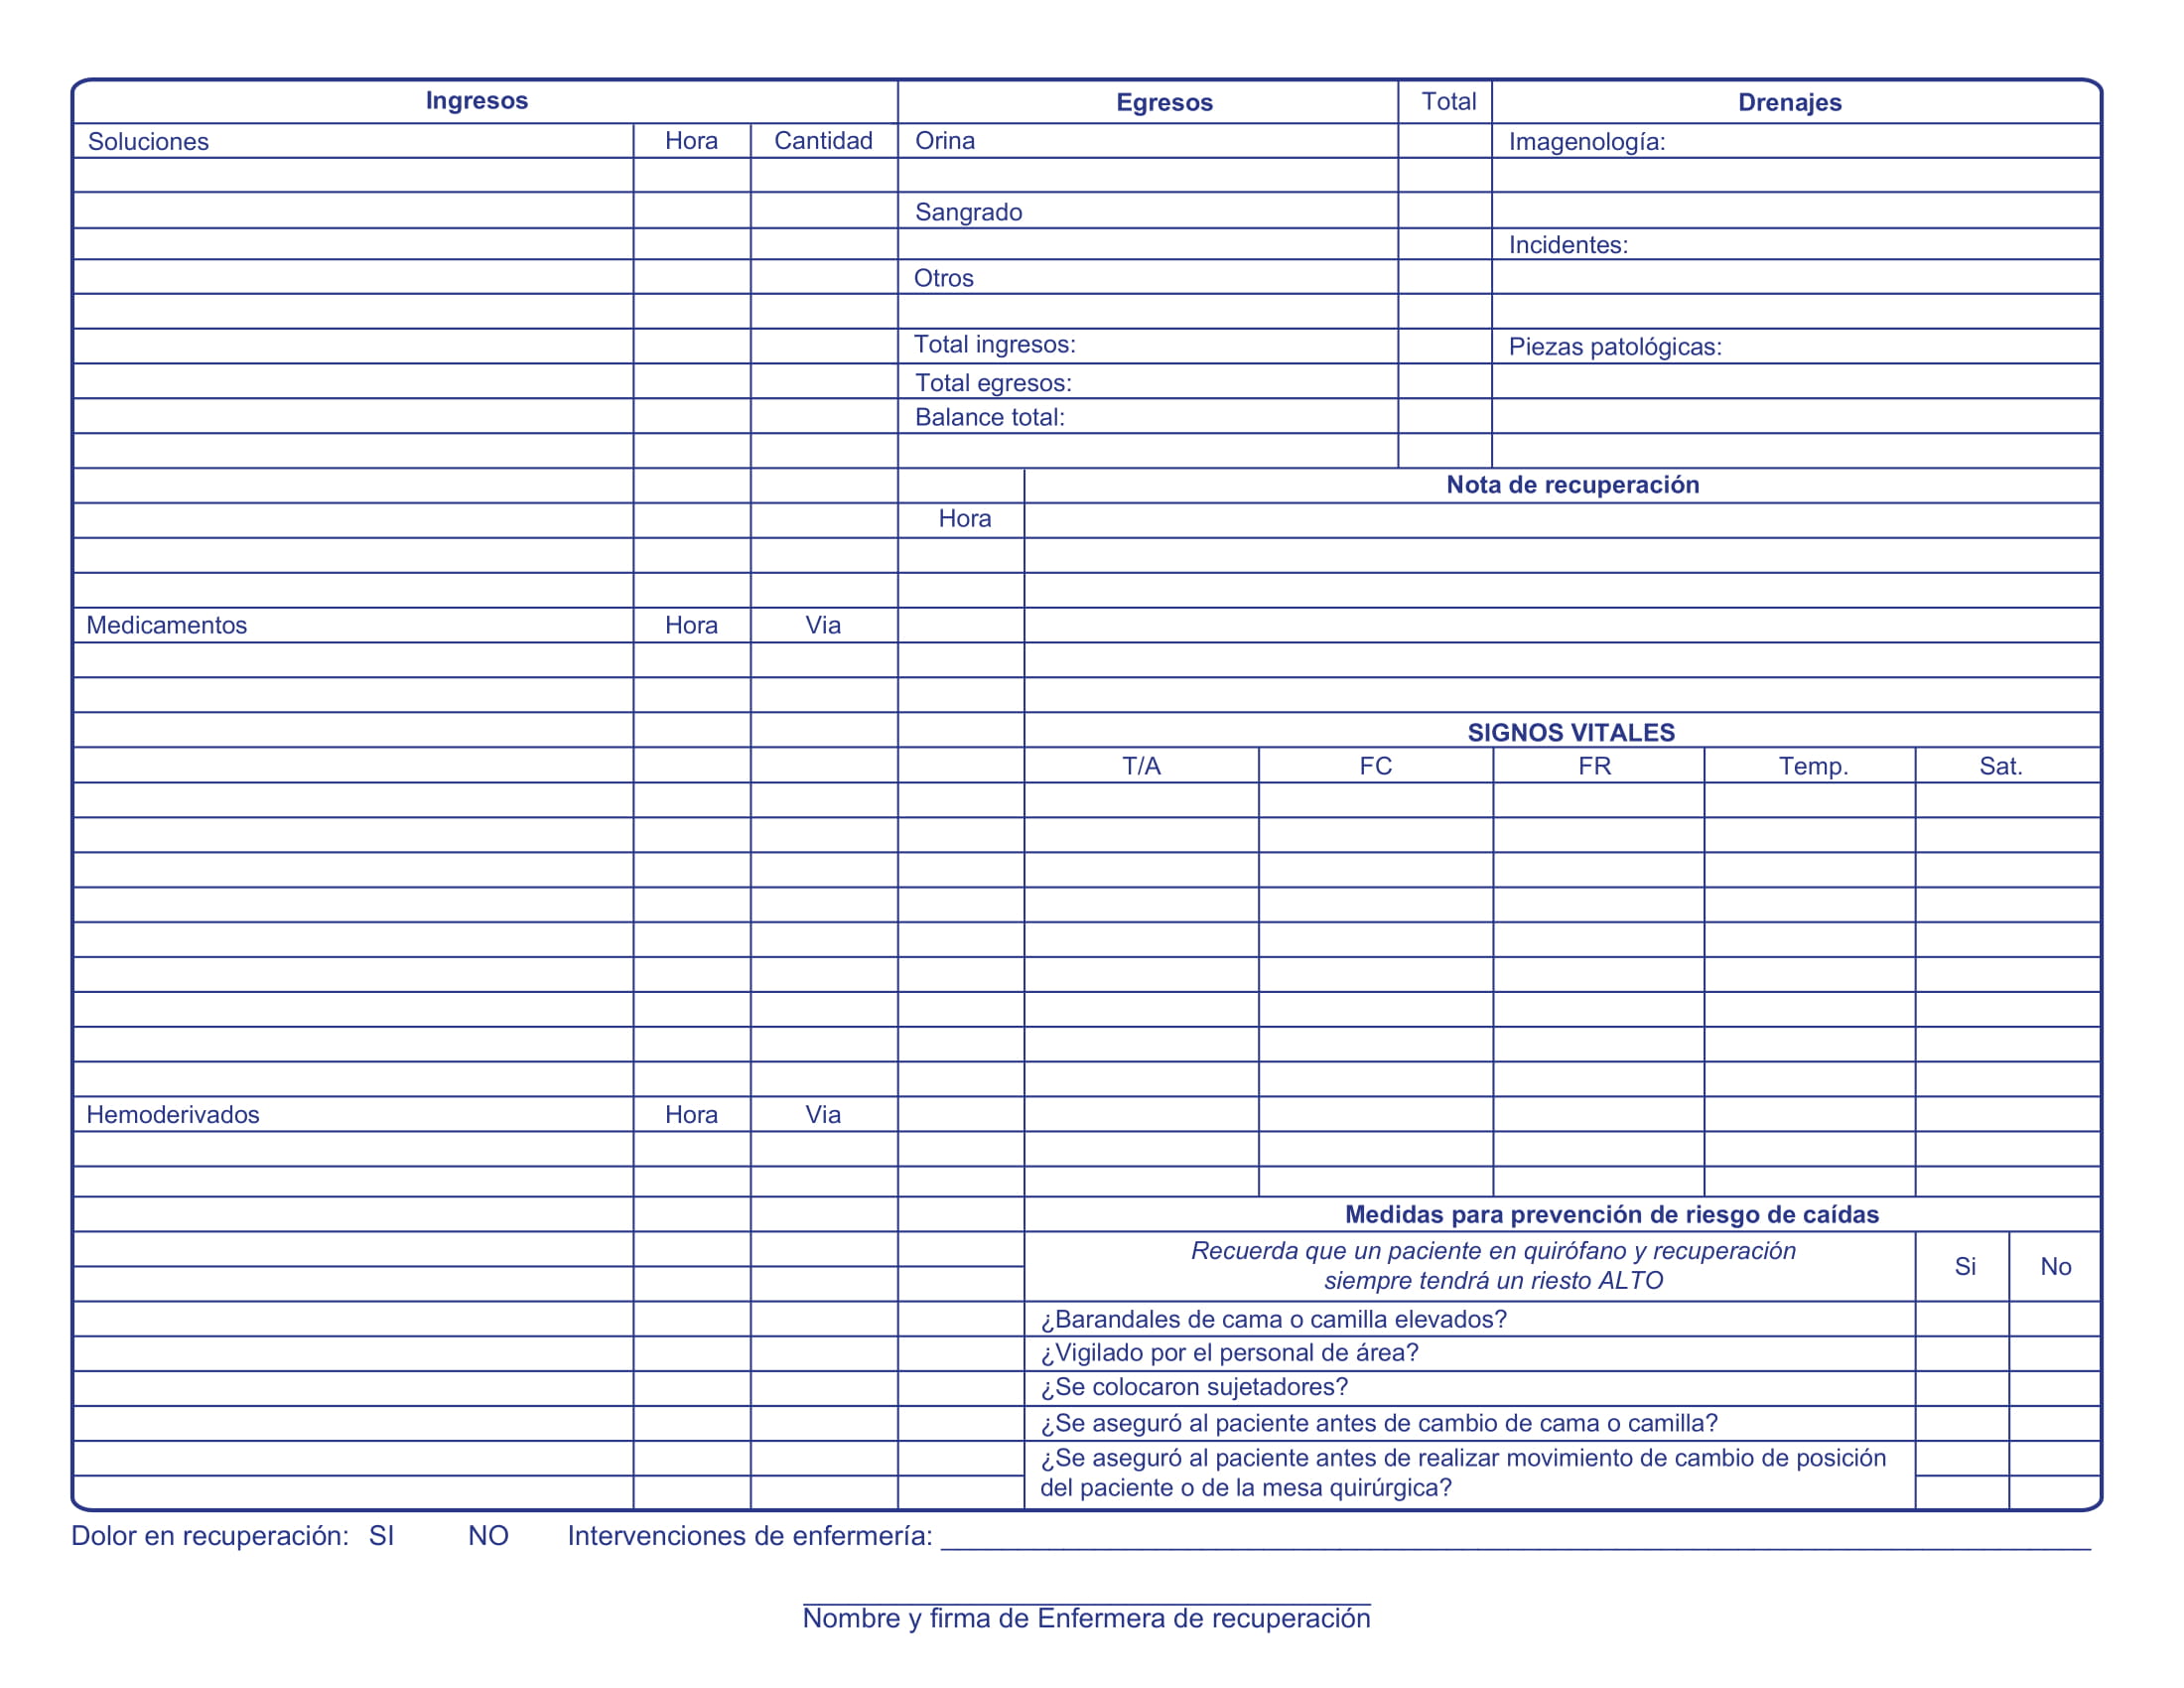 Ingresos
Soluciones Hora Cantidad
Medicamentos Hora Via
Hemoderivados Hora Via
Egresos Total
Orina
Sangrado
Otros
Total ingresos:
Total egresos:
Balance total:
Drenajes
Imagenología:
Incidentes:
Piezas patológicas:
Nota de recuperación
Hora
SIGNOS VITALES
T/A FC FR Temp. Sat.
Medidas para prevención de riesgo de caídas
Recuerda que un paciente en quirófano y recuperación
siempre tendrá un riesto ALTO
Si No
¿Barandales de cama o camilla elevados?
¿Vigilado por el personal de área?
¿Se colocaron sujetadores?
¿Se aseguró al paciente antes de cambio de cama o camilla?
¿Se aseguró al paciente antes de realizar movimiento de cambio de posición
del paciente o de la mesa quirúrgica?
Dolor en recuperación: SI NO Intervenciones de enfermería:
Nombre y firma de Enfermera de recuperación